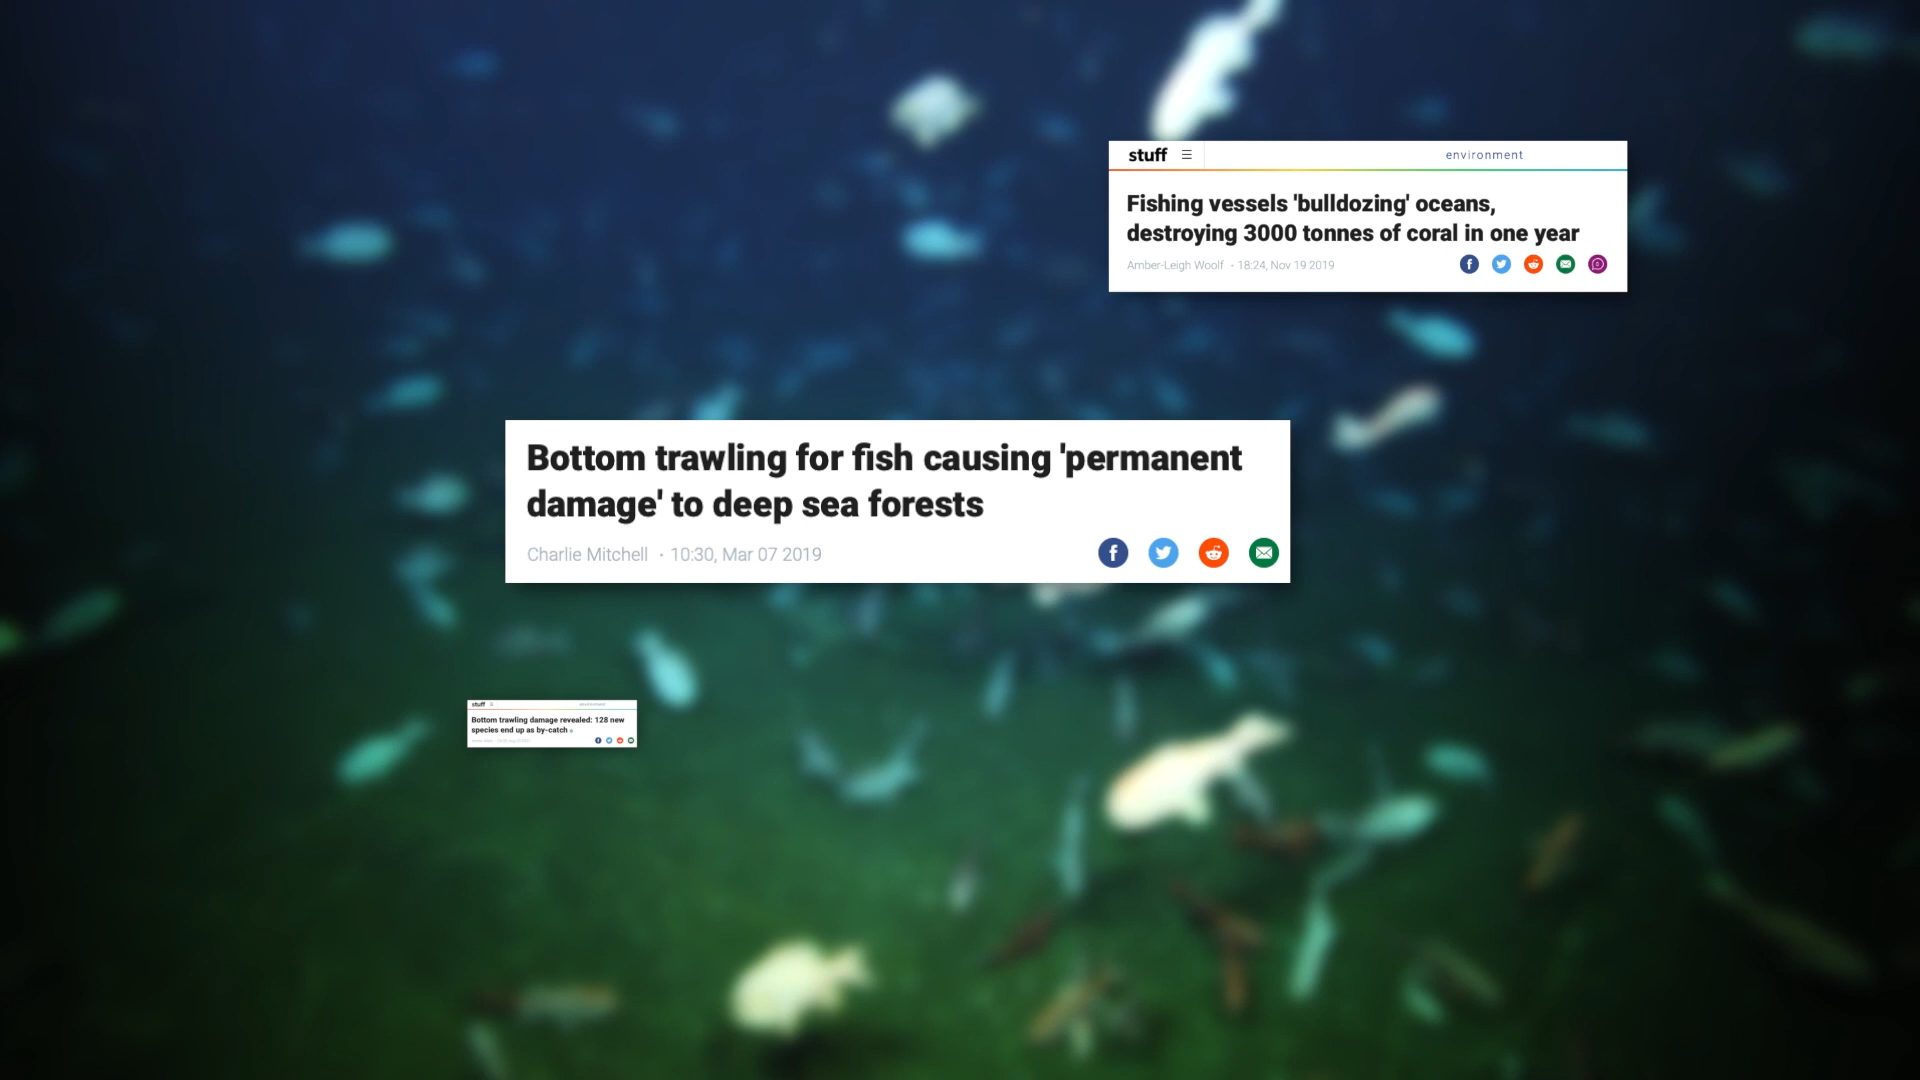 stuff
environment
Fishing vessels 'bulldozing' oceans,
destroying 3000 tonnes of coral in one year
Amber-Leigh Woolf • 18:24, Nov 19 2019
Bottom trawling for fish causing 'permanent
damage' to deep sea forests
Charlie Mitchell • 10:30, Mar 07 2019
stuff
environment
Bottom trawling damage revealed: 128 new
species end up as by-catch